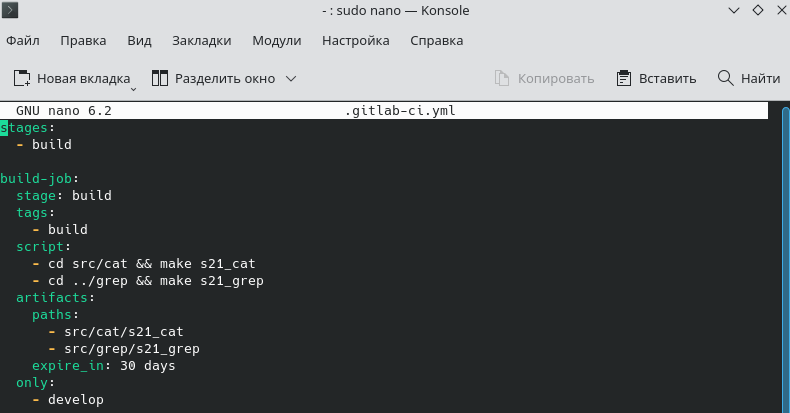 - : sudo nano — Konsole
Файл Правка Вид Закладки Модули Настройка Справка
Новая вкладка Разделить окно Копировать Вставить Найти
GNU nano 6.2 .gitlab-ci.yml
stages:
  - build

build-job:
  stage: build
  tags:
    - build
  script:
    - cd src/cat && make s21_cat
    - cd ../grep && make s21_grep
  artifacts:
    paths:
      - src/cat/s21_cat
      - src/grep/s21_grep
    expire_in: 30 days
  only:
    - develop